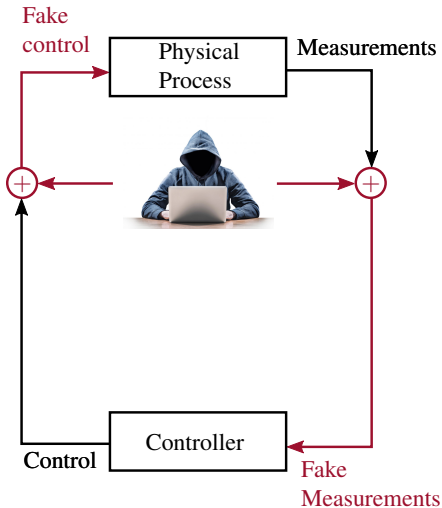 Fake
control
Physical
Process
Measurements
+
+
Controller
Control
Fake
Measurements